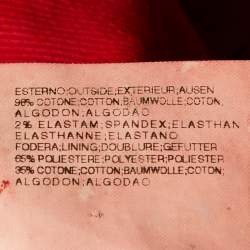 ESTERNO;OUTSIDE;EXTERIEUR;AUSEN
98% COTONE;COTTON;BAUMWOLLE;COTON,
ALGODON;ALGODAO
2% ELASTAM;SPANDEX;ELASTHAN
ELASTHANNE;ELASTANO
FODERA;LINING;DOUBLURE;GEFUTTER
65% POLIESTERE;POLYESTER;POLIESTER
35% COTONE;COTTON;BAUMWOLLE;COTON,
ALGODON;ALGODAO